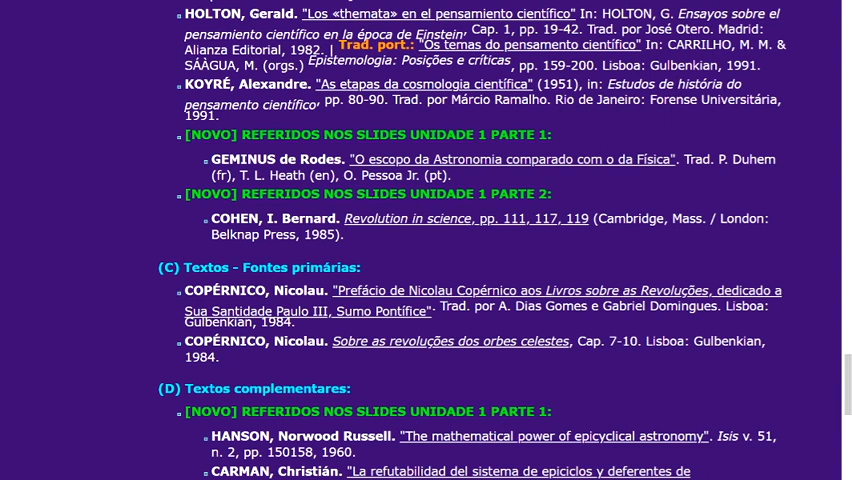 HOLTON, Gerald. "Los «themata» en el pensamiento científico" In: HOLTON, G. Ensayos sobre el
pensamiento científico en la época de Einstein, Cap. 1, pp. 19-42. Trad. por José Otero. Madrid:
Alianza Editorial, 1982. | Trad. port.: "Os temas do pensamento científico" In: CARRILHO, M. M. &
SÁÀGUA, M. (orgs.) Epistemologia: Posições e críticas, pp. 159-200. Lisboa: Gulbenkian, 1991.
KOYRÉ, Alexandre. "As etapas da cosmologia científica" (1951), in: Estudos de história do
pensamento científico, pp. 80-90. Trad. por Márcio Ramalho. Rio de Janeiro: Forense Universitária,
1991.
[NOVO] REFERIDOS NOS SLIDES UNIDADE 1 PARTE 1:
GEMINUS de Rodes. "O escopo da Astronomia comparado com o da Física". Trad. P. Duhem
(fr), T. L. Heath (en), O. Pessoa Jr. (pt).
[NOVO] REFERIDOS NOS SLIDES UNIDADE 1 PARTE 2:
COHEN, I. Bernard. Revolution in science, pp. 111, 117, 119 (Cambridge, Mass. / London:
Belknap Press, 1985).
(C) Textos - Fontes primárias:
COPÉRNICO, Nicolau. "Prefácio de Nicolau Copérnico aos Livros sobre as Revoluções, dedicado a
Sua Santidade Paulo III, Sumo Pontífice". Trad. por A. Dias Gomes e Gabriel Domingues. Lisboa:
Gulbenkian, 1984.
COPÉRNICO, Nicolau. Sobre as revoluções dos orbes celestes, Cap. 7-10. Lisboa: Gulbenkian,
1984.
(D) Textos complementares:
[NOVO] REFERIDOS NOS SLIDES UNIDADE 1 PARTE 1:
HANSON, Norwood Russell. "The mathematical power of epicyclical astronomy". Isis v. 51,
n. 2, pp. 150158, 1960.
CARMAN, Christián. "La refutabilidad del sistema de epiciclos y deferentes de